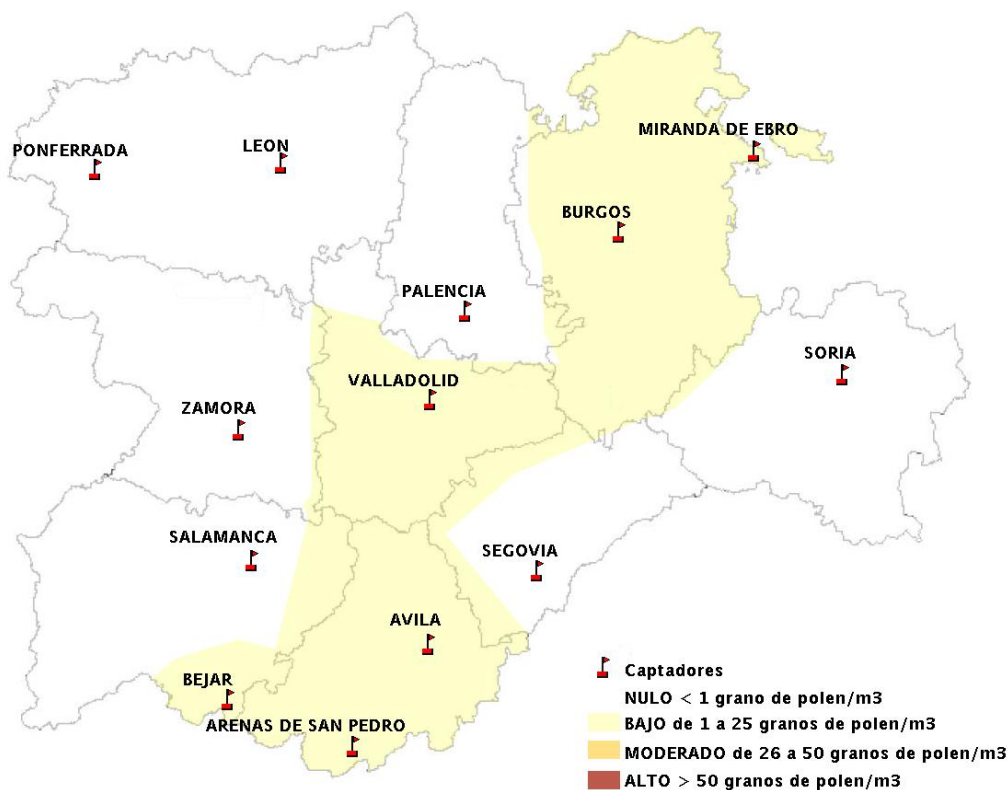 MIRANDA DE EBRO
PONFERRADA
LEON
BURGOS
PALENCIA
SORIA
VALLADOLID
ZAMORA
SALAMANCA
SEGOVIA
AVILA
BEJAR
ARENAS DE SAN PEDRO
Captadores
NULO < 1 grano de polen/m3
BAJO de 1 a 25 granos de polen/m3
MODERADO de 26 a 50 granos de polen/m3
ALTO > 50 granos de polen/m3